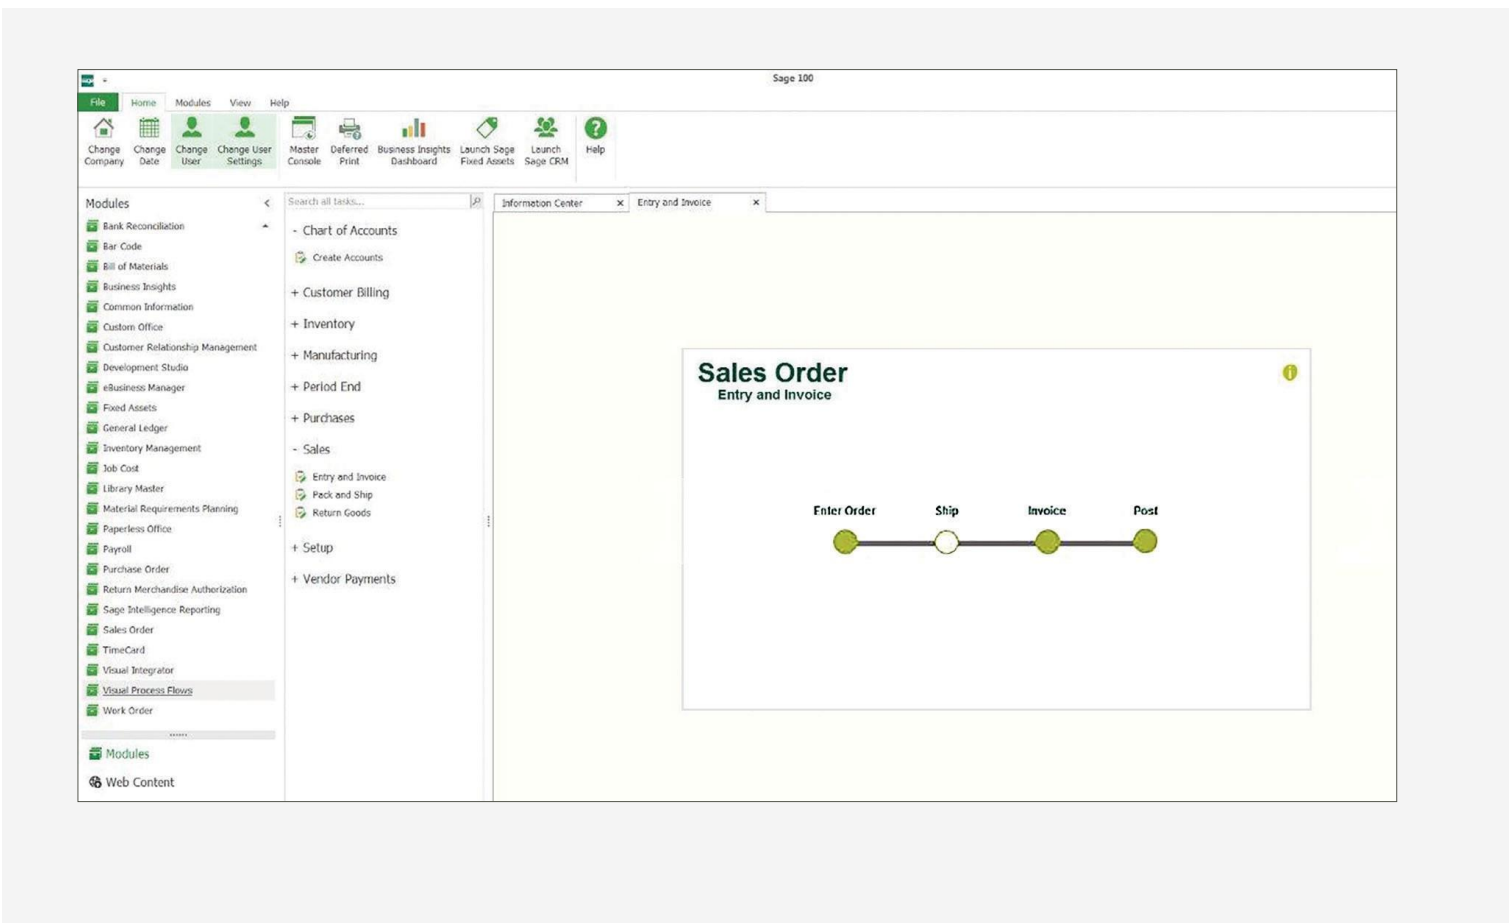 sage
Sage 100
File Home Modules View Help
Change Company
Change Date
Change User
Change User Settings
Master Console
Deferred Print
Business Insights Dashboard
Launch Sage Fixed Assets
Launch Sage CRM
Help
Modules
Bank Reconciliation
Bar Code
Bill of Materials
Business Insights
Common Information
Custom Office
Customer Relationship Management
Development Studio
eBusiness Manager
Fixed Assets
General Ledger
Inventory Management
Job Cost
Library Master
Material Requirements Planning
Paperless Office
Payroll
Purchase Order
Return Merchandise Authorization
Sage Intelligence Reporting
Sales Order
TimeCard
Visual Integrator
Visual Process Flows
Work Order
Modules
Web Content
Search all tasks...
- Chart of Accounts
Create Accounts
+ Customer Billing
+ Inventory
+ Manufacturing
+ Period End
+ Purchases
- Sales
Entry and Invoice
Pack and Ship
Return Goods
+ Setup
+ Vendor Payments
Information Center x Entry and Invoice x
Sales Order
Entry and Invoice
Enter Order Ship Invoice Post